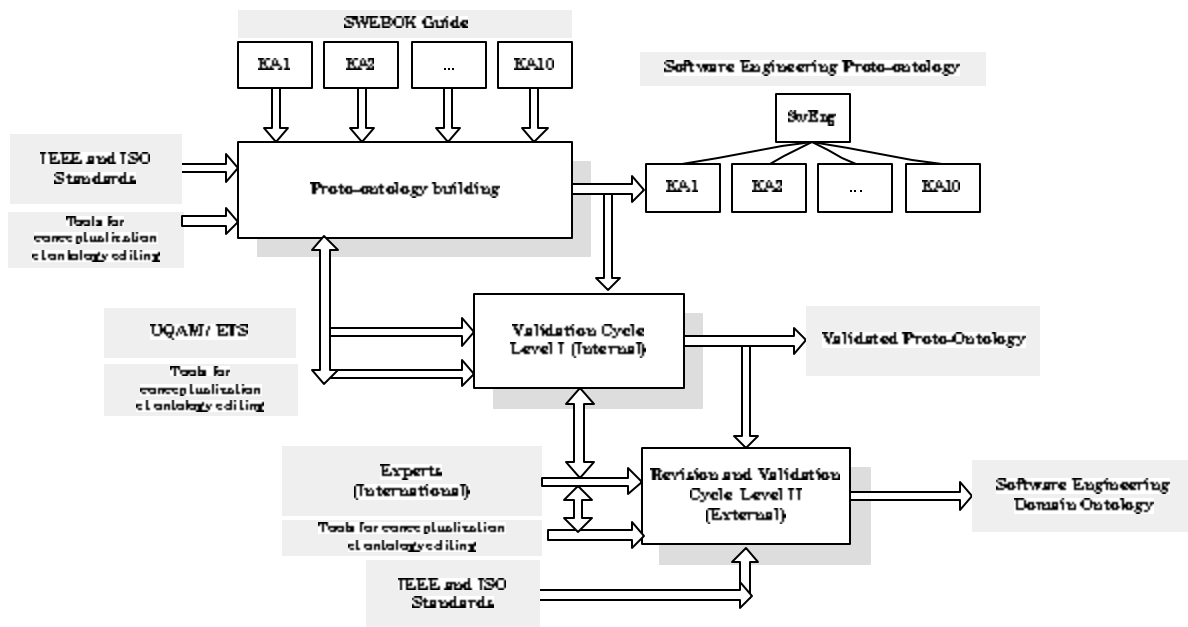 SWEBOK Guide
KA1
KA2
...
KA10
Software Engineering Proto-ontology
SwEng
KA1
KA2
...
KA10
IEEE and ISO
Standards
Tools for
conceptualization
et ontology editing
Proto-ontology building
UQAM / ETS
Tools for
conceptualization
et ontology editing
Validation Cycle
Level I (Internal)
Validated Proto-Ontology
Experts
(International)
Tools for conceptualization
et ontology editing
Revision and Validation
Cycle Level II
(External)
Software Engineering
Domain Ontology
IEEE and ISO
Standards